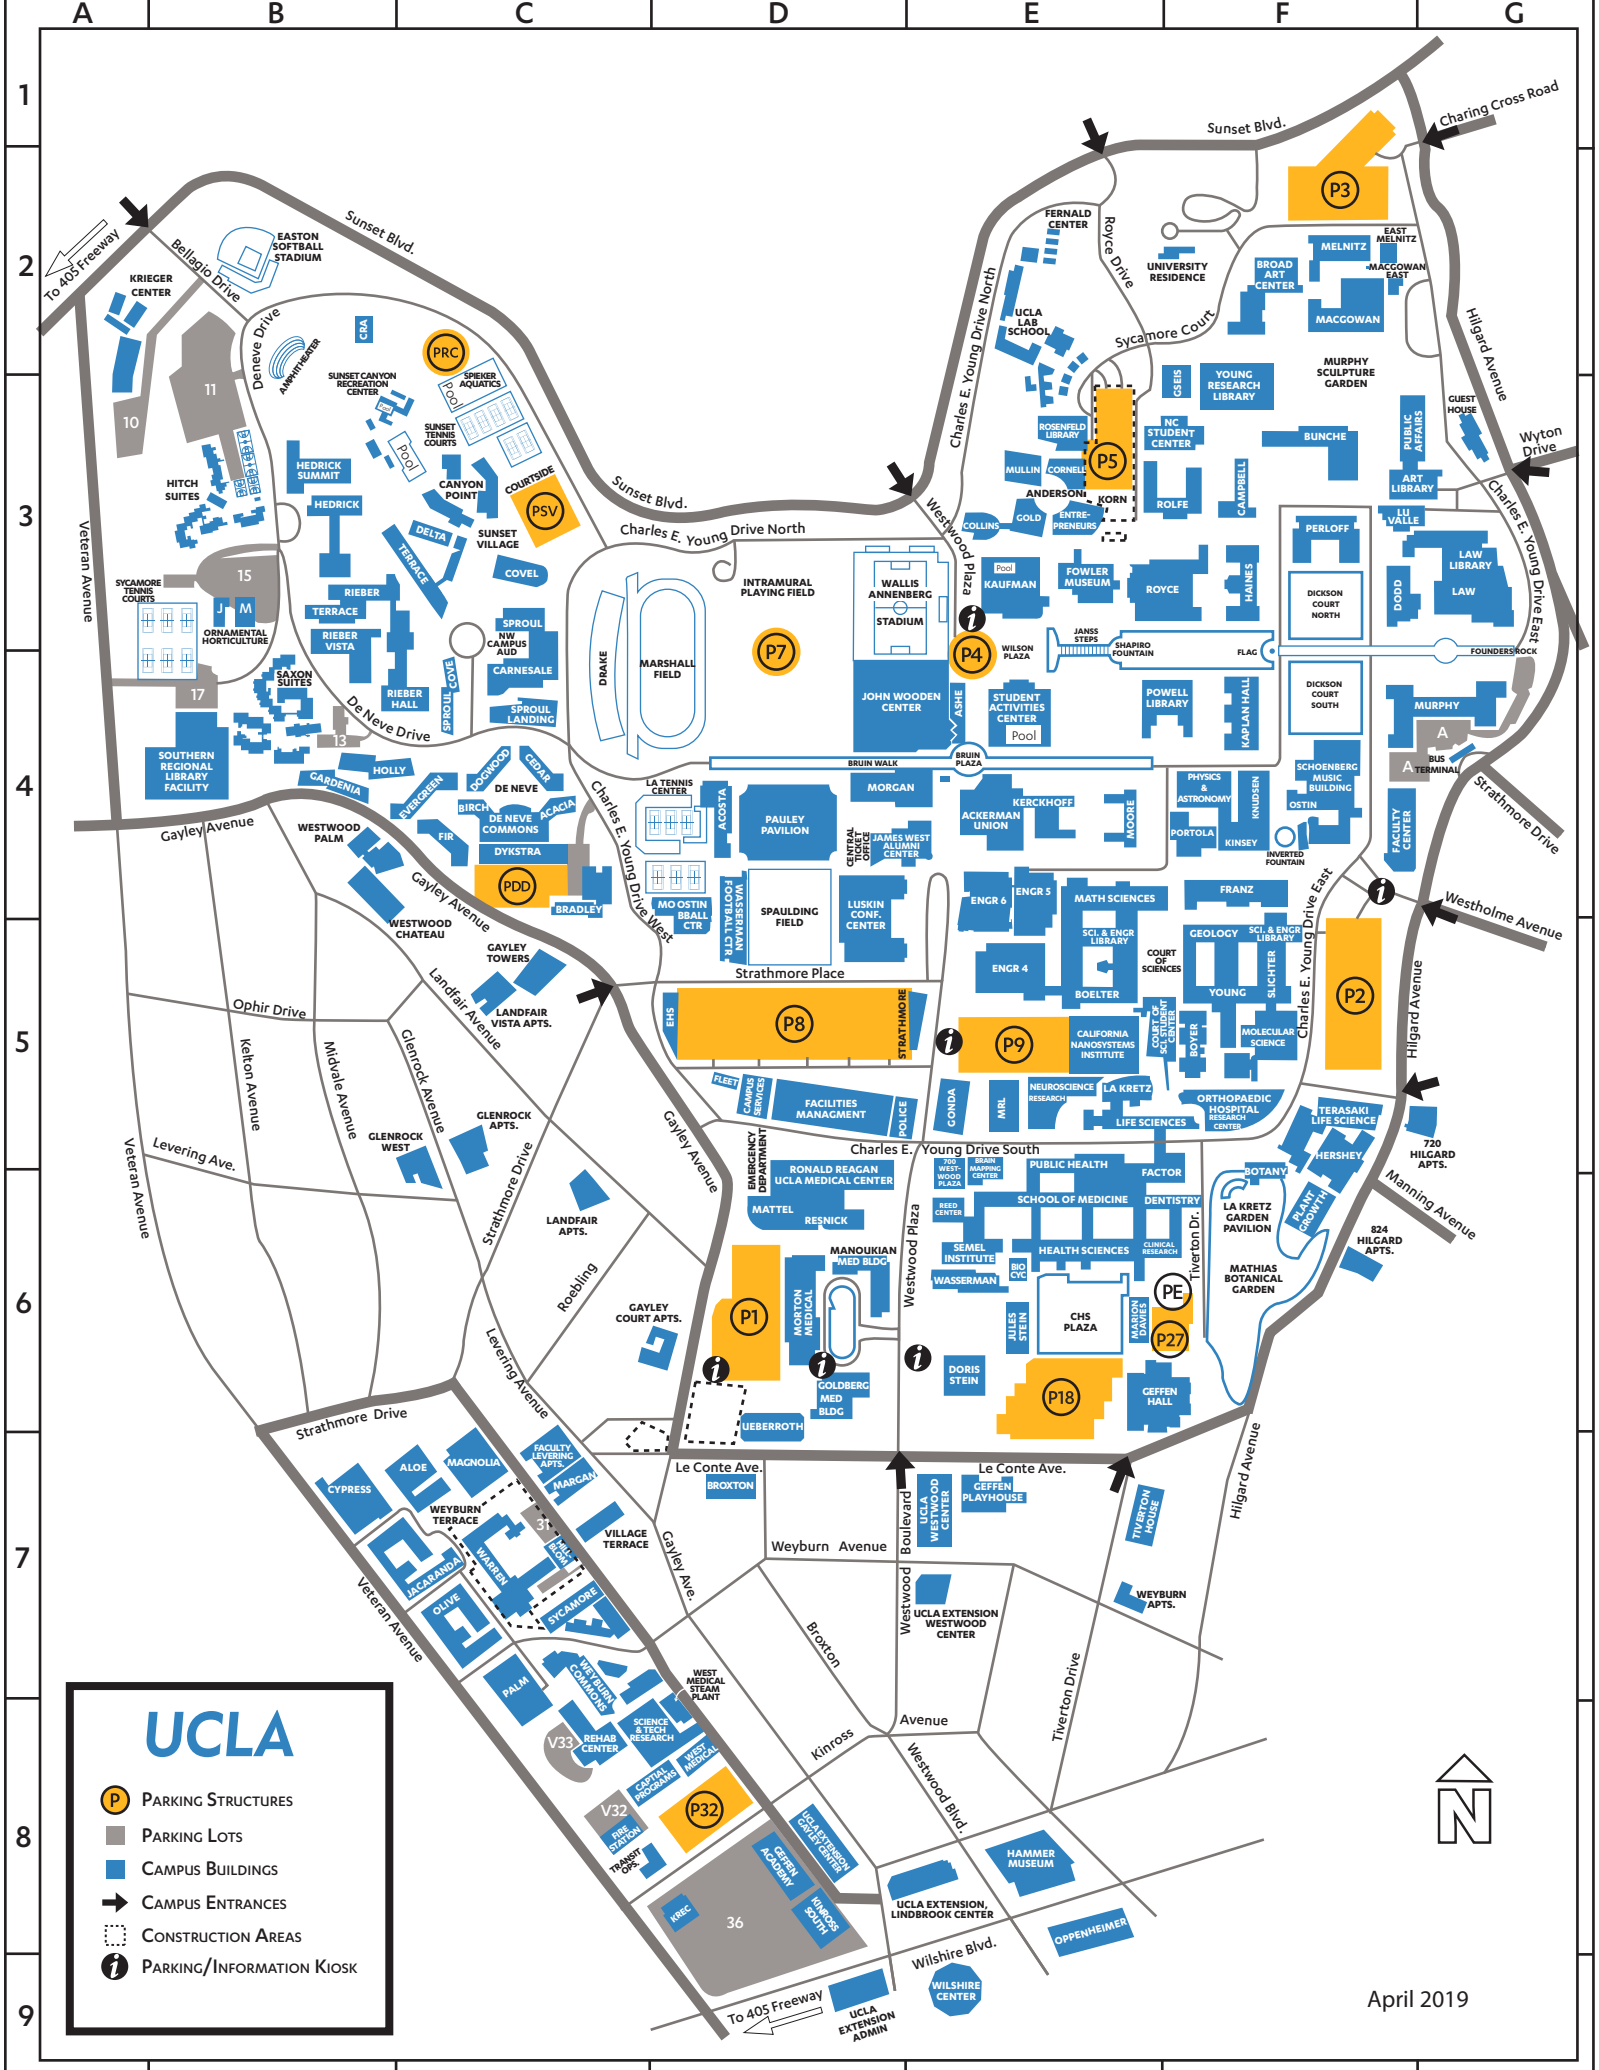 A
B
C
D
E
F
G
1
2
3
4
5
6
7
8
9
Sunset Blvd.
Charing Cross Road
P3
To 405 Freeway
Bellagio Drive
EASTON
SOFTBALL
STADIUM
Sunset Blvd.
KRIEGER
CENTER
Deneve Drive
CRA
AMPHITHEATER
PRC
SUNSET CANYON
RECREATION
CENTER
Pool
SPIEKER
AQUATICS
Pool
SUNSET
TENNIS
COURTS
Pool
10
11
HITCH
SUITES
HEDRICK
SUMMIT
HEDRICK
CANYON
POINT
COURTSIDE
PSV
DELTA
TERRACE
SUNSET
VILLAGE
COVEL
Veteran Avenue
SYCAMORE
TENNIS
COURTS
15
J
M
ORNAMENTAL
HORTICULTURE
RIEBER
TERRACE
RIEBER
VISTA
RIEBER
HALL
SPROUL
NW
CAMPUS
AUD
CARNESALE
SPROUL COVE
SPROUL
LANDING
17
SAXON
SUITES
13
De Neve Drive
SOUTHERN
REGIONAL
LIBRARY
FACILITY
GARDENIA
HOLLY
EVERGREEN
DOGWOOD
CEDAR
DE NEVE
BIRCH
ACACIA
DE NEVE
COMMONS
FIR
DYKSTRA
PDD
BRADLEY
Gayley Avenue
WESTWOOD
PALM
Gayley Avenue
WESTWOOD
CHATEAU
GAYLEY
TOWERS
LANDFAIR
VISTA APTS.
Landfair Avenue
Sunset Blvd.
Charles E. Young Drive North
Charles E. Young Drive North
Westwood Plaza
DRAKE
MARSHALL
FIELD
INTRAMURAL
PLAYING FIELD
P7
WALLIS
ANNENBERG
STADIUM
JOHN WOODEN
CENTER
ASHE
P4
WILSON
PLAZA
STUDENT
ACTIVITIES
CENTER
Pool
BRUIN WALK
BRUIN
PLAZA
FERNALD
CENTER
Royce Drive
UNIVERSITY
RESIDENCE
UCLA
LAB
SCHOOL
Sycamore Court
BROAD
ART
CENTER
MELNITZ
EAST
MELNITZ
MACGOWAN
EAST
MACGOWAN
MURPHY
SCULPTURE
GARDEN
Hilgard Avenue
GSEIS
YOUNG
RESEARCH
LIBRARY
ROSENFELD
LIBRARY
MULLIN
CORNELL
P5
ANDERSON
KORN
COLLINS
GOLD
ENTRE-
PRENEURS
NC
STUDENT
CENTER
ROLFE
CAMPBELL
BUNCHE
PUBLIC
AFFAIRS
GUEST
HOUSE
Wyton
Drive
ART
LIBRARY
LU
VALLE
Charles E. Young Drive East
Pool
KAUFMAN
FOWLER
MUSEUM
ROYCE
HAINES
PERLOFF
DICKSON
COURT
NORTH
DODD
LAW
LIBRARY
LAW
JANSS
STEPS
SHAPIRO
FOUNTAIN
FLAG
FOUNDERS ROCK
DICKSON
COURT
SOUTH
POWELL
LIBRARY
KAPLAN HALL
MURPHY
A
A
BUS
TERMINAL
Strathmore Drive
LA TENNIS
CENTER
ACOSTA
PAULEY
PAVILION
MORGAN
CENTRAL
TICKET
OFFICE
JAMES WEST
ALUMNI
CENTER
ACKERMAN
UNION
KERCKHOFF
MOORE
PHYSICS
&
ASTRONOMY
KNUDSEN
SCHOENBERG
MUSIC
BUILDING
OSTIN
PORTOLA
KINSEY
INVERTED
FOUNTAIN
FACULTY
CENTER
Charles E. Young Drive West
MO OSTIN
BBALL
CTR
WASSERMAN
FOOTBALL CTR
SPAULDING
FIELD
LUSKIN
CONF.
CENTER
Strathmore Place
ENGR 6
ENGR 5
MATH SCIENCES
SCI. & ENGR
LIBRARY
ENGR 4
BOELTER
COURT
OF
SCIENCES
FRANZ
GEOLOGY
SCI. & ENGR
LIBRARY
YOUNG
SLICHTER
Charles E. Young Drive East
P2
Westholme Avenue
Hilgard Avenue
EHS
P8
STRATHMORE
P9
CALIFORNIA
NANOSYSTEMS
INSTITUTE
COURT OF
SCI. STUDENT
CENTER
BOYER
MOLECULAR
SCIENCE
FLEET
CAMPUS
SERVICES
FACILITIES
MANAGMENT
POLICE
GONDA
MRL
NEUROSCIENCE
RESEARCH
LA KRETZ
LIFE SCIENCES
ORTHOPAEDIC
HOSPITAL
RESEARCH
CENTER
TERASAKI
LIFE SCIENCE
HERSHEY
720
HILGARD
APTS.
Charles E. Young Drive South
Ophir Drive
Kelton Avenue
Midvale Avenue
Glenrock Avenue
GLENROCK
APTS.
GLENROCK
WEST
Levering Ave.
Veteran Avenue
Strathmore Drive
LANDFAIR
APTS.
Roebling
Gayley Avenue
EMERGENCY
DEPARTMENT
RONALD REAGAN
UCLA MEDICAL CENTER
MATTEL
RESNICK
700
WEST-
WOOD
PLAZA
BRAIN
MAPPING
CENTER
PUBLIC HEALTH
FACTOR
REED
CENTER
SCHOOL OF MEDICINE
DENTISTRY
SEMEL
INSTITUTE
HEALTH SCIENCES
CLINICAL
RESEARCH
BIO
CYC
WASSERMAN
Westwood Plaza
Tiverton Dr.
BOTANY
PLANT
GROWTH
LA KRETZ
GARDEN
PAVILION
MATHIAS
BOTANICAL
GARDEN
Manning Avenue
824
HILGARD
APTS.
GAYLEY
COURT APTS.
P1
MORTON
MEDICAL
MANOUKIAN
MED BLDG
GOLDBERG
MED
BLDG
UEBERROTH
JULES
STEIN
CHS
PLAZA
MARION
DAVIES
PE
P27
DORIS
STEIN
P18
GEFFEN
HALL
Levering Avenue
Strathmore Drive
Le Conte Ave.
Le Conte Ave.
Hilgard Avenue
CYPRESS
ALOE
MAGNOLIA
FACULTY
LEVERING
APTS.
MARGAN
WEYBURN
TERRACE
31
HILL-
BLOM
VILLAGE
TERRACE
JACARANDA
WARREN
OLIVE
SYCAMORE
Veteran Avenue
PALM
WEYBURN
COMMONS
WEST
MEDICAL
STEAM
PLANT
BROXTON
Gayley Ave.
Weyburn Avenue
Broxton
Westwood Boulevard
UCLA
WESTWOOD
CENTER
GEFFEN
PLAYHOUSE
TIVERTON
HOUSE
UCLA EXTENSION
WESTWOOD
CENTER
WEYBURN
APTS.
Tiverton Drive
Kinross
Avenue
Westwood Blvd.
V33
REHAB
CENTER
SCIENCE
& TECH
RESEARCH
WEST
MEDICAL
CAPTIAL
PROGRAMS
P32
V32
FIRE
STATION
TRANSIT
OPS.
GEFFEN
ACADEMY
UCLA EXTENSION
GAYLEY CENTER
KREC
36
KINROSS
SOUTH
UCLA EXTENSION,
LINDBROOK CENTER
HAMMER
MUSEUM
OPPENHEIMER
Wilshire Blvd.
WILSHIRE
CENTER
To 405 Freeway
UCLA
EXTENSION
ADMIN
UCLA
P
PARKING STRUCTURES
PARKING LOTS
CAMPUS BUILDINGS
CAMPUS ENTRANCES
CONSTRUCTION AREAS
i
PARKING/INFORMATION KIOSK
N
April 2019